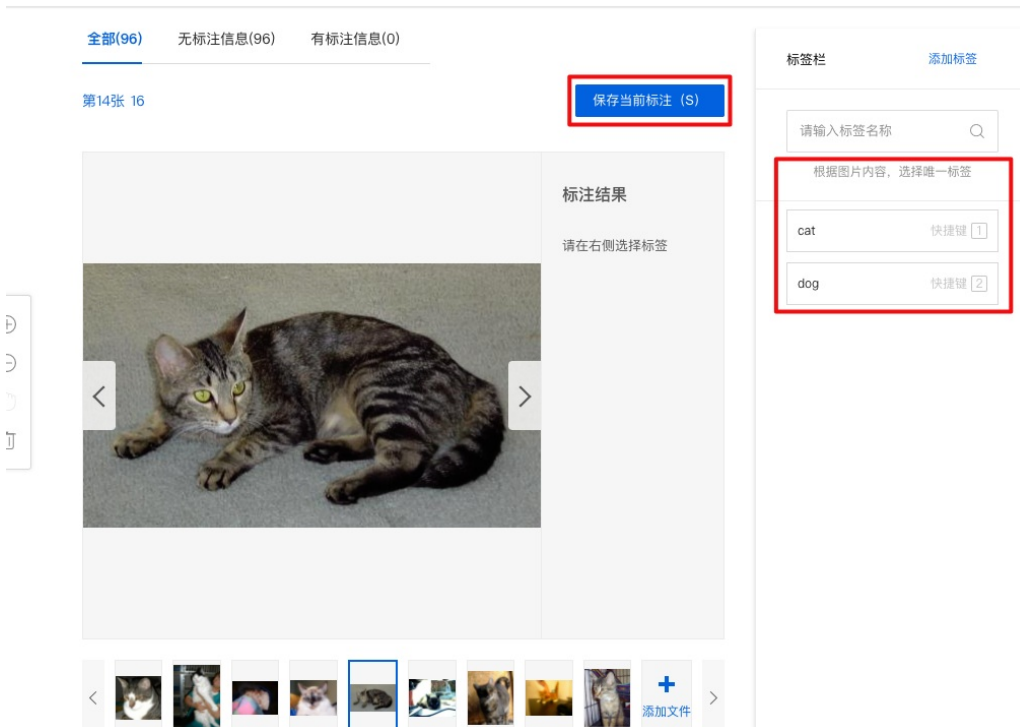 全部(96) 无标注信息(96) 有标注信息(0)
标签栏 添加标签
第14张 16
保存当前标注（S）
请输入标签名称
根据图片内容，选择唯一标签
标注结果
请在右侧选择标签
cat 快捷键 1
dog 快捷键 2
添加文件